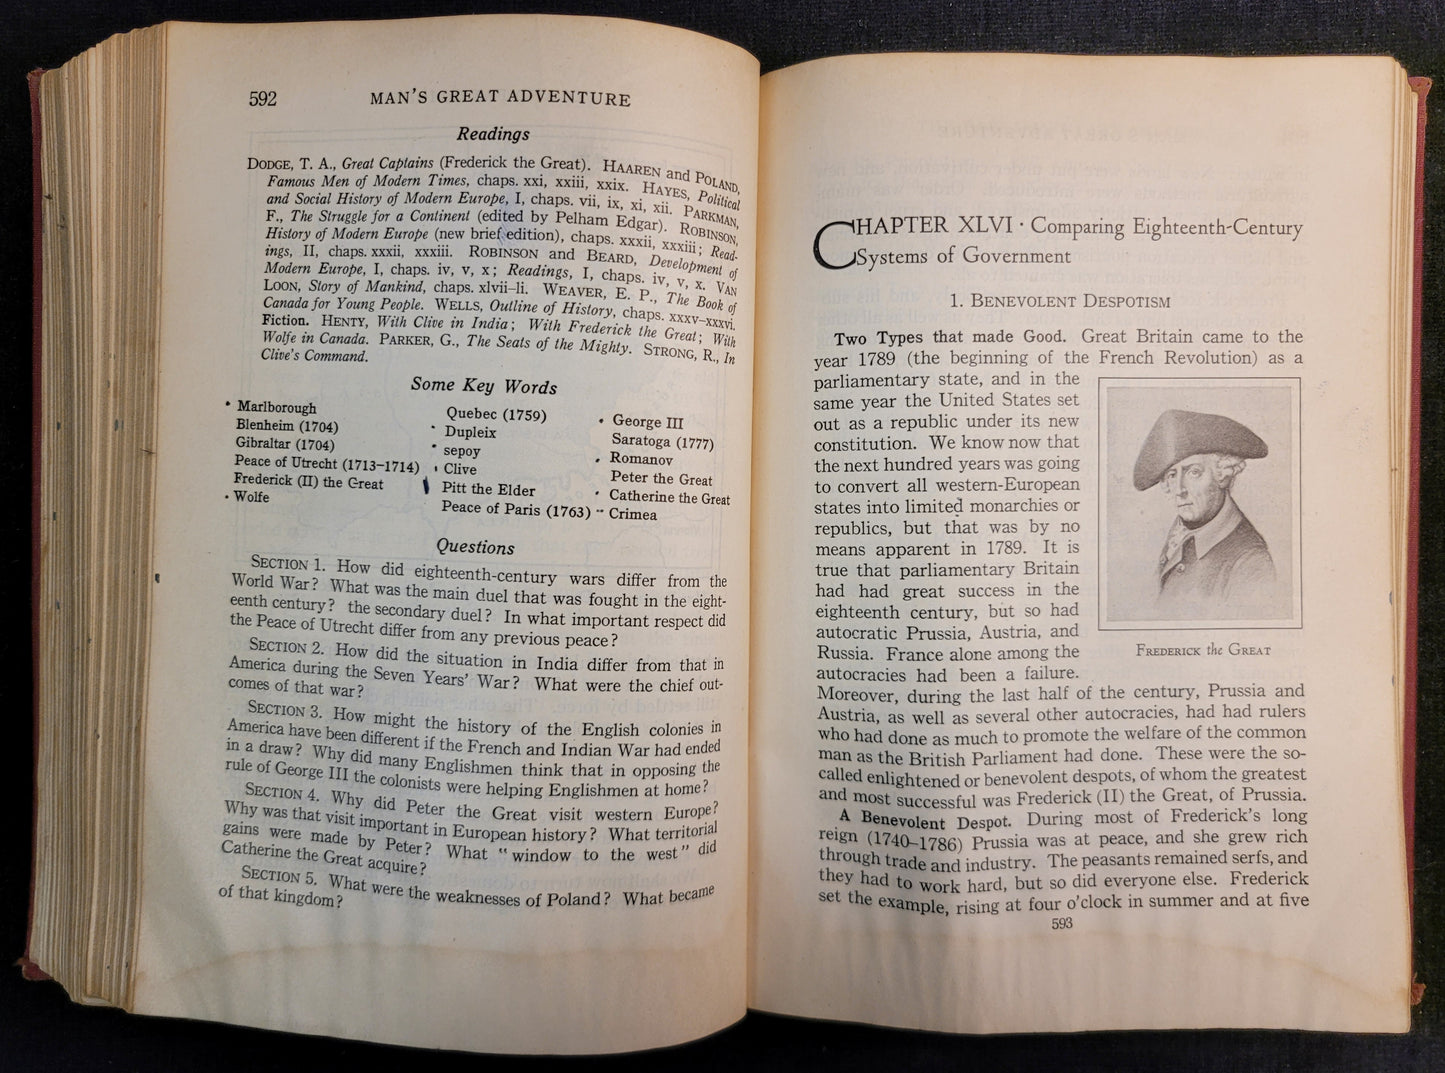 592 MAN'S GREAT ADVENTURE
Readings
DODGE, T. A., Great Captains (Frederick the Great). HAAREN and POLAND,
Famous Men of Modern Times, chaps. xxi, xxiii, xxix. HAYES, Political
and Social History of Modern Europe, I, chaps. vii, ix, xi, xii. PARKMAN,
F., The Struggle for a Continent (edited by Pelham Edgar). ROBINSON,
History of Modern Europe (new brief edition), chaps. xxxii, xxxiii; Read-
ings, II, chaps. xxxii, xxxiii. ROBINSON and BEARD, Development of
Modern Europe, I, chaps. iv, v, x; Readings, I, chaps. iv, v, x. VAN
LOON, Story of Mankind, chaps. xlvii–li. WEAVER, E. P., The Book of
Canada for Young People. WELLS, Outline of History, chaps. xxxv–xxxvi.
Fiction. HENTY, With Clive in India; With Frederick the Great; With
Wolfe in Canada. PARKER, G., The Seats of the Mighty. STRONG, R., In
Clive's Command.
Some Key Words
Marlborough
Blenheim (1704)
Gibraltar (1704)
Peace of Utrecht (1713–1714)
Frederick (II) the Great
Wolfe
Quebec (1759)
Dupleix
sepoy
Clive
Pitt the Elder
Peace of Paris (1763)
George III
Saratoga (1777)
Romanov
Peter the Great
Catherine the Great
Crimea
Questions
SECTION 1. How did eighteenth-century wars differ from the
World War? What was the main duel that was fought in the eight-
eenth century? the secondary duel? In what important respect did
the Peace of Utrecht differ from any previous peace?
SECTION 2. How did the situation in India differ from that in
America during the Seven Years' War? What were the chief out-
comes of that war?
SECTION 3. How might the history of the English colonies in
America have been different if the French and Indian War had ended
in a draw? Why did many Englishmen think that in opposing the
rule of George III the colonists were helping Englishmen at home?
SECTION 4. Why did Peter the Great visit western Europe?
Why was that visit important in European history? What territorial
gains were made by Peter? What "window to the west" did
Catherine the Great acquire?
SECTION 5. What were the weaknesses of Poland? What became
of that kingdom?
CHAPTER XLVI · Comparing Eighteenth-Century
Systems of Government
1. BENEVOLENT DESPOTISM
Two Types that made Good. Great Britain came to the
year 1789 (the beginning of the French Revolution) as a
parliamentary state, and in the
same year the United States set
out as a republic under its new
constitution. We know now that
the next hundred years was going
to convert all western-European
states into limited monarchies or
republics, but that was by no
means apparent in 1789. It is
true that parliamentary Britain
had had great success in the
eighteenth century, but so had
autocratic Prussia, Austria, and
Russia. France alone among the
autocracies had been a failure.
FREDERICK the GREAT
Moreover, during the last half of the century, Prussia and
Austria, as well as several other autocracies, had had rulers
who had done as much to promote the welfare of the common
man as the British Parliament had done. These were the so-
called enlightened or benevolent despots, of whom the greatest
and most successful was Frederick (II) the Great, of Prussia.
A Benevolent Despot. During most of Frederick's long
reign (1740–1786) Prussia was at peace, and she grew rich
through trade and industry. The peasants remained serfs, and
they had to work hard, but so did everyone else. Frederick
set the example, rising at four o'clock in summer and at five
593